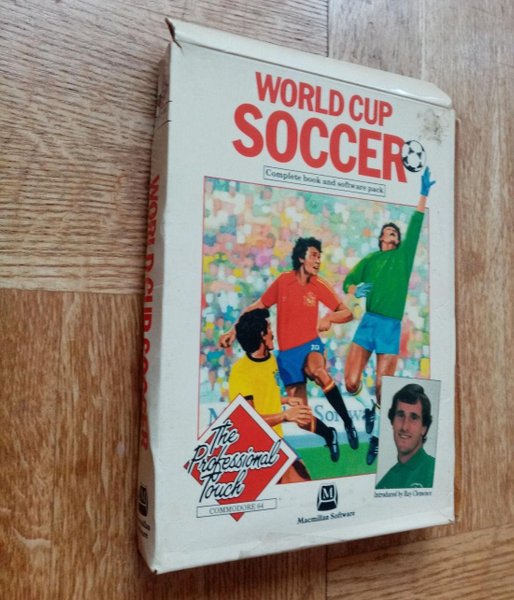 WORLD CUP
SOCCER
Complete book and software pack
WORLD CUP SOCCER
20
The
Professional
Touch
COMMODORE 64
M
Macmillan Software
Introduced by Ray Clemence